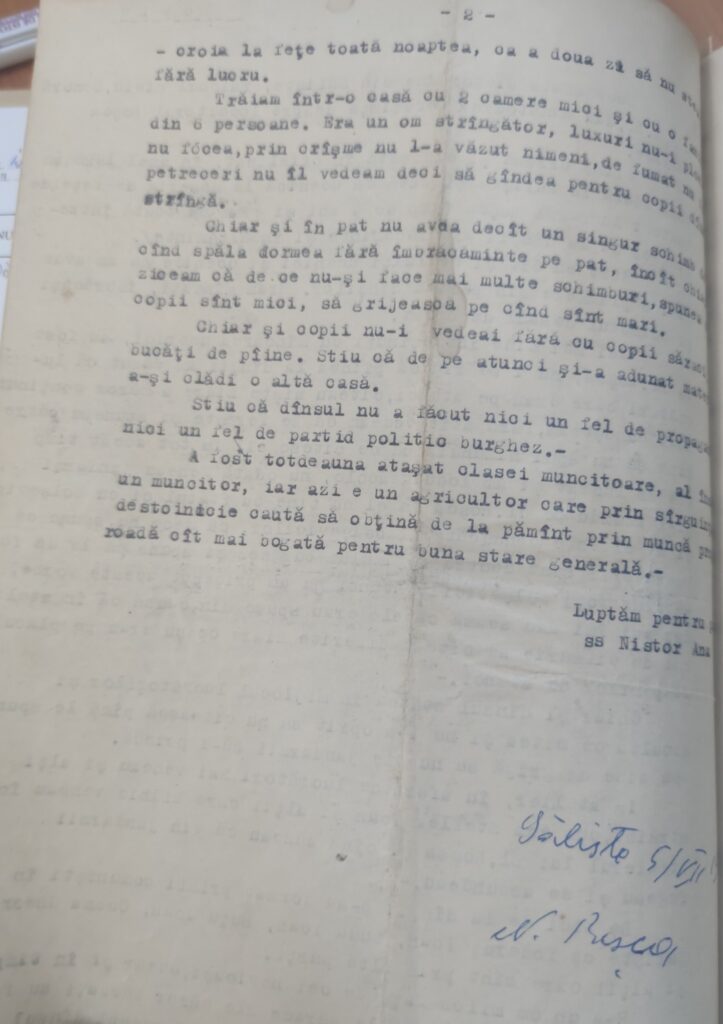 - 2 -
- croia la fețe toată noaptea, ca a doua zi să nu
fără lucru.
Trăiam într-o casă cu 2 camere mici și cu o
din 6 persoane. Era un om strîngător, luxuri nu-i
nu fócea,prin crîșme nu l-a văzut nimeni,de fumat nu
petreceri nu îl vedeam deci să gîndea pentru copii
strîngă.
Chiar și în pat nu avda decît un singur schimb
cînd spăla dormea fără îmbrăcăminte pe pat, încît
ziceam că de ce nu-și face mai multe schimburi,spunea
copii sînt mici, să grijească pe cînd sînt mari.
Chiar și copii nu-i vedeai fără cu copii
bucăți de pîine. Stiu că de pe atunci și-a adunat
a-și clădi o altă casă.
Stiu că dînsul nu a făcut nici un fel de
nici un fel de partid politic burghez.-
A fost totdeauna atașat clasei muncitoare, al
un muncitor, iar azi e un agricultor care prin
destoinicie caută să obțină de la pămînt prin muncă
roadă cît mai bogată pentru buna stare generală.-
Luptăm pentru
ss Nistor Ana
Săliște 5/VII
N.